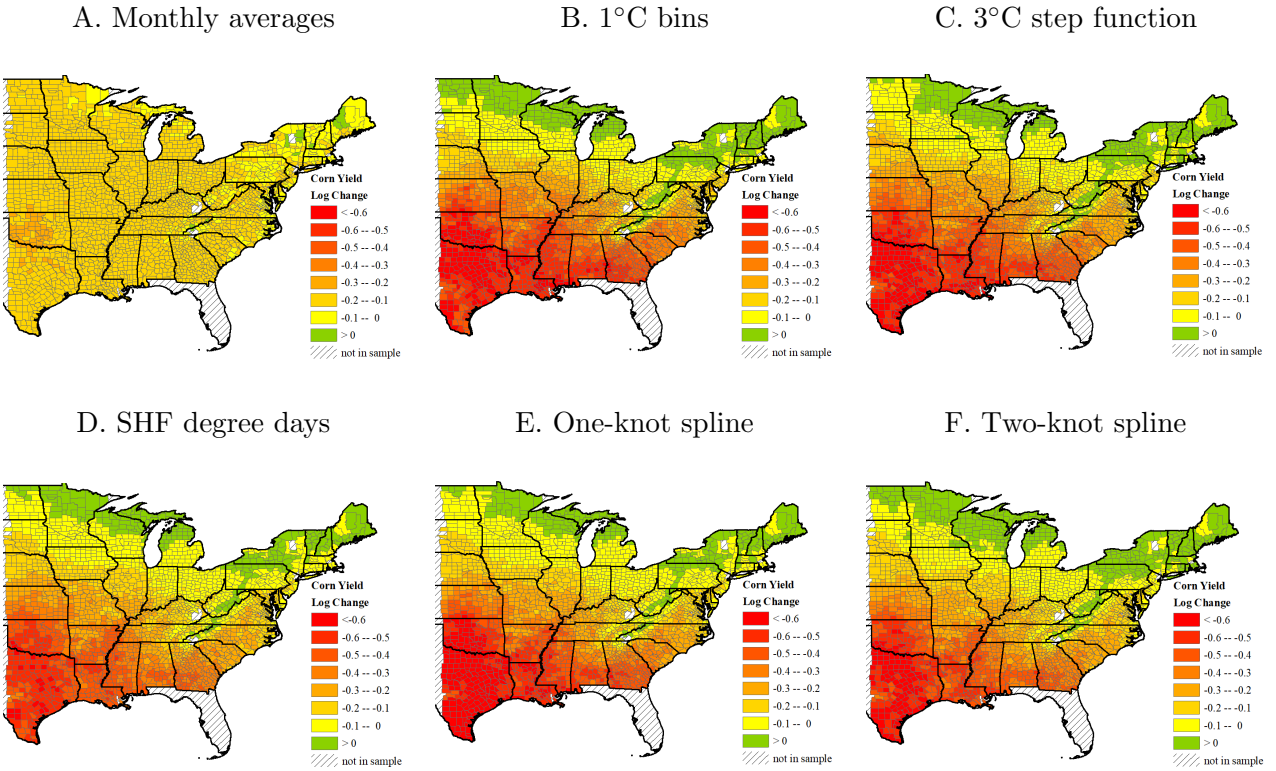 A. Monthly averages
B. 1°C bins
C. 3°C step function
Corn Yield
Log Change
< -0.6
-0.6 -- -0.5
-0.5 -- -0.4
-0.4 -- -0.3
-0.3 -- -0.2
-0.2 -- -0.1
-0.1 -- 0
> 0
not in sample
Corn Yield
Log Change
< -0.6
-0.6 -- -0.5
-0.5 -- -0.4
-0.4 -- -0.3
-0.3 -- -0.2
-0.2 -- -0.1
-0.1 -- 0
> 0
not in sample
Corn Yield
Log Change
< -0.6
-0.6 -- -0.5
-0.5 -- -0.4
-0.4 -- -0.3
-0.3 -- -0.2
-0.2 -- -0.1
-0.1 -- 0
> 0
not in sample
D. SHF degree days
E. One-knot spline
F. Two-knot spline
Corn Yield
Log Change
< -0.6
-0.6 -- -0.5
-0.5 -- -0.4
-0.4 -- -0.3
-0.3 -- -0.2
-0.2 -- -0.1
-0.1 -- 0
> 0
not in sample
Corn Yield
Log Change
< -0.6
-0.6 -- -0.5
-0.5 -- -0.4
-0.4 -- -0.3
-0.3 -- -0.2
-0.2 -- -0.1
-0.1 -- 0
> 0
not in sample
Corn Yield
Log Change
< -0.6
-0.6 -- -0.5
-0.5 -- -0.4
-0.4 -- -0.3
-0.3 -- -0.2
-0.2 -- -0.1
-0.1 -- 0
> 0
not in sample